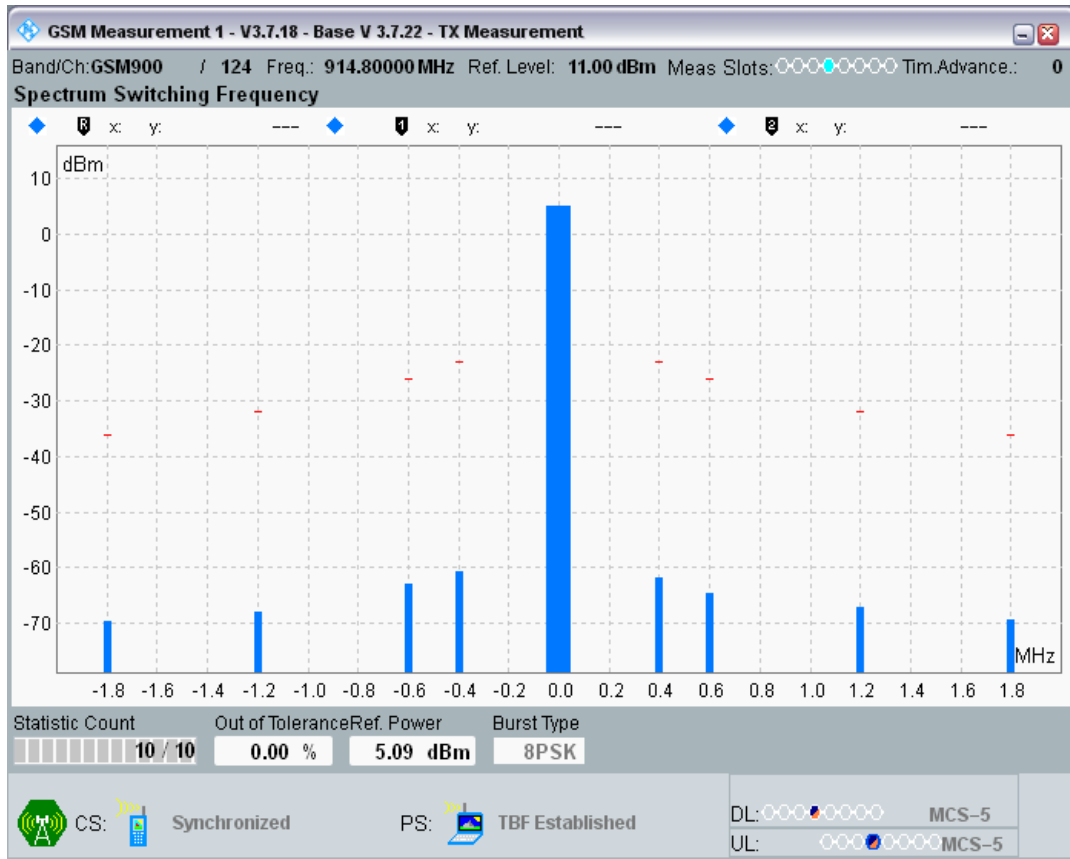 GSM Measurement 1 - V3.7.18 - Base V 3.7.22 - TX Measurement
Band/Ch:GSM900 / 124 Freq.: 914.80000 MHz Ref. Level: 11.00 dBm Meas Slots: Tim.Advance.: 0
Spectrum Switching Frequency
R x: y: --- 1 x: y: --- 2 x: y: ---
dBm
10
0
-10
-20
-30
-40
-50
-60
-70
MHz
-1.8 -1.6 -1.4 -1.2 -1.0 -0.8 -0.6 -0.4 -0.2 0.0 0.2 0.4 0.6 0.8 1.0 1.2 1.4 1.6 1.8
Statistic Count Out of Tolerance Ref. Power Burst Type
10 / 10 0.00 % 5.09 dBm 8PSK
CS: Synchronized PS: TBF Established
DL: MCS-5
UL: MCS-5